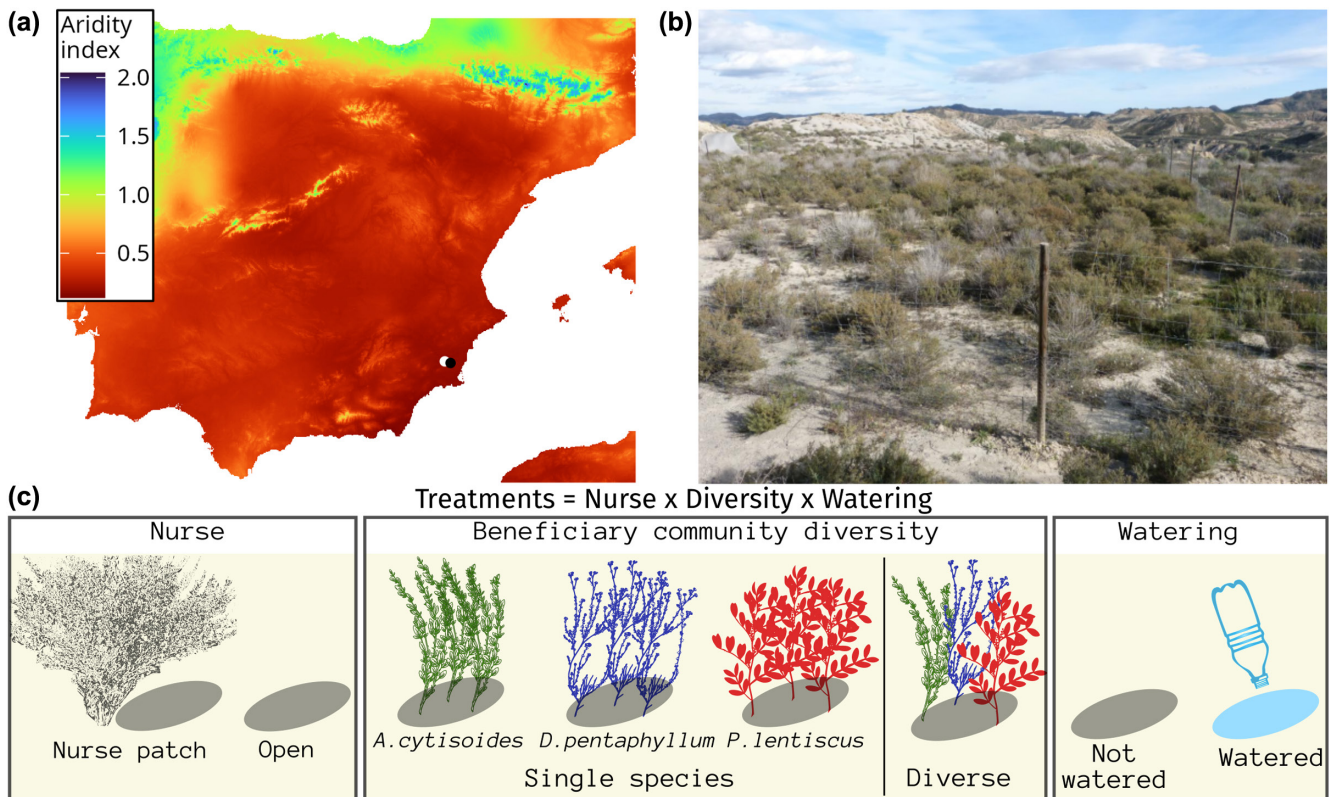 (a)
Aridity
index
2.0
1.5
1.0
0.5
(b)
(c)
Treatments = Nurse x Diversity x Watering
Nurse
Nurse patch
Open
Beneficiary community diversity
A.cytisoides
D.pentaphyllum
P.lentiscus
Single species
Diverse
Watering
Not
watered
Watered